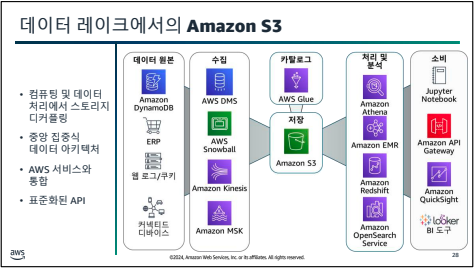 데이터 레이크에서의 Amazon S3
• 컴퓨팅 및 데이터
처리에서 스토리지
디커플링
• 중앙 집중식
데이터 아키텍처
• AWS 서비스와
통합
• 표준화된 API
데이터 원본
Amazon
DynamoDB
ERP
웹 로그/쿠키
커넥티드
디바이스
수집
AWS DMS
AWS
Snowball
Amazon Kinesis
Amazon MSK
카탈로그
AWS Glue
저장
Amazon S3
처리 및
분석
Amazon
Athena
Amazon EMR
Amazon
Redshift
Amazon
OpenSearch
Service
소비
Jupyter
Notebook
Amazon API
Gateway
Amazon
QuickSight
looker
BI 도구
aws
©2024, Amazon Web Services, Inc. or its affiliates. All rights reserved.
28